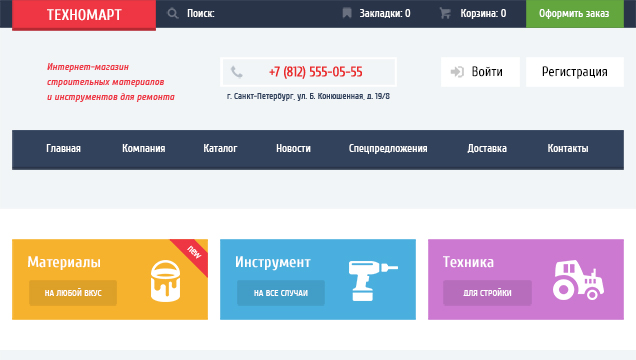 ТЕХНОМАРТ
Поиск:
Закладки: 0
Корзина: 0
Оформить заказ
Интернет-магазин
строительных материалов
и инструментов для ремонта
+7 (812) 555-05-55
г. Санкт-Петербург, ул. Б. Конюшенная, д. 19/8
Войти
Регистрация
Главная
Компания
Каталог
Новости
Спецпредложения
Доставка
Контакты
Материалы
new
НА ЛЮБОЙ ВКУС
Инструмент
НА ВСЕ СЛУЧАИ
Техника
ДЛЯ СТРОЙКИ